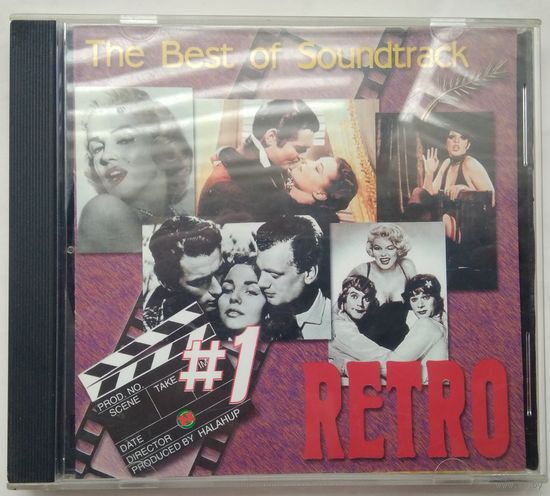 The Best of Soundtrack
#1
PROD. NO.
SCENE
TAKE
DATE
DIRECTOR
PRODUCED BY HALAHUP
RETRO